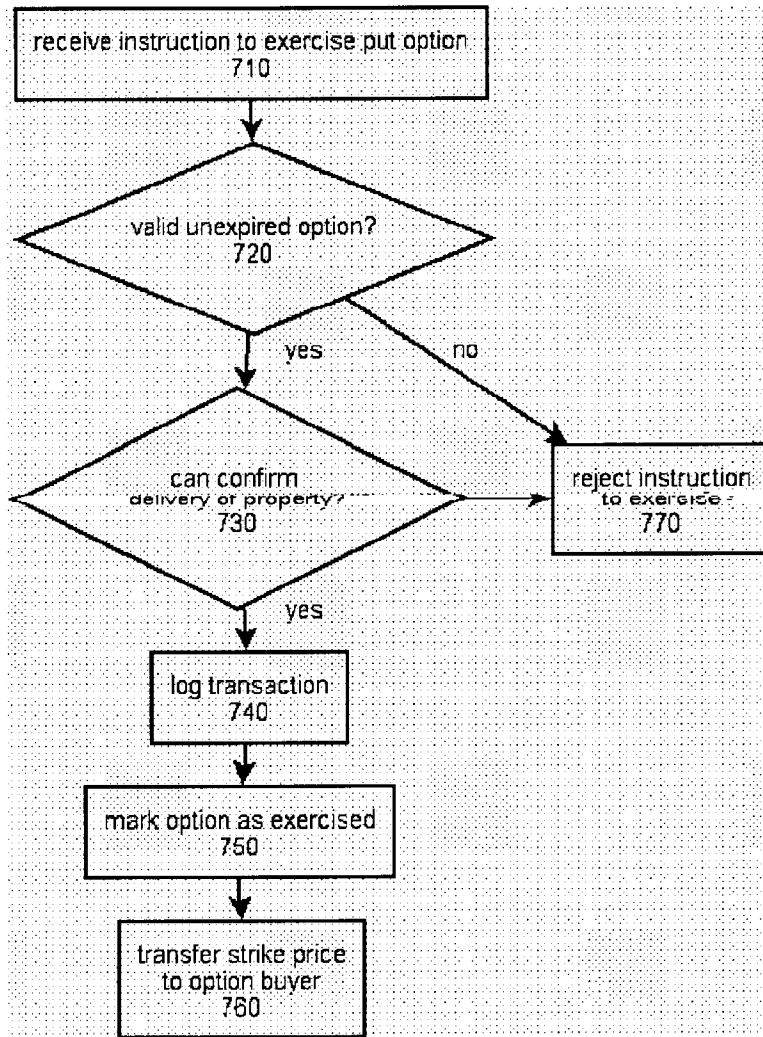 receive instruction to exercise put option
710
valid unexpired option?
720
yes
no
can confirm
delivery of property?
730
reject instruction
to exercise
770
yes
log transaction
740
mark option as exercised
750
transfer strike price
to option buyer
760